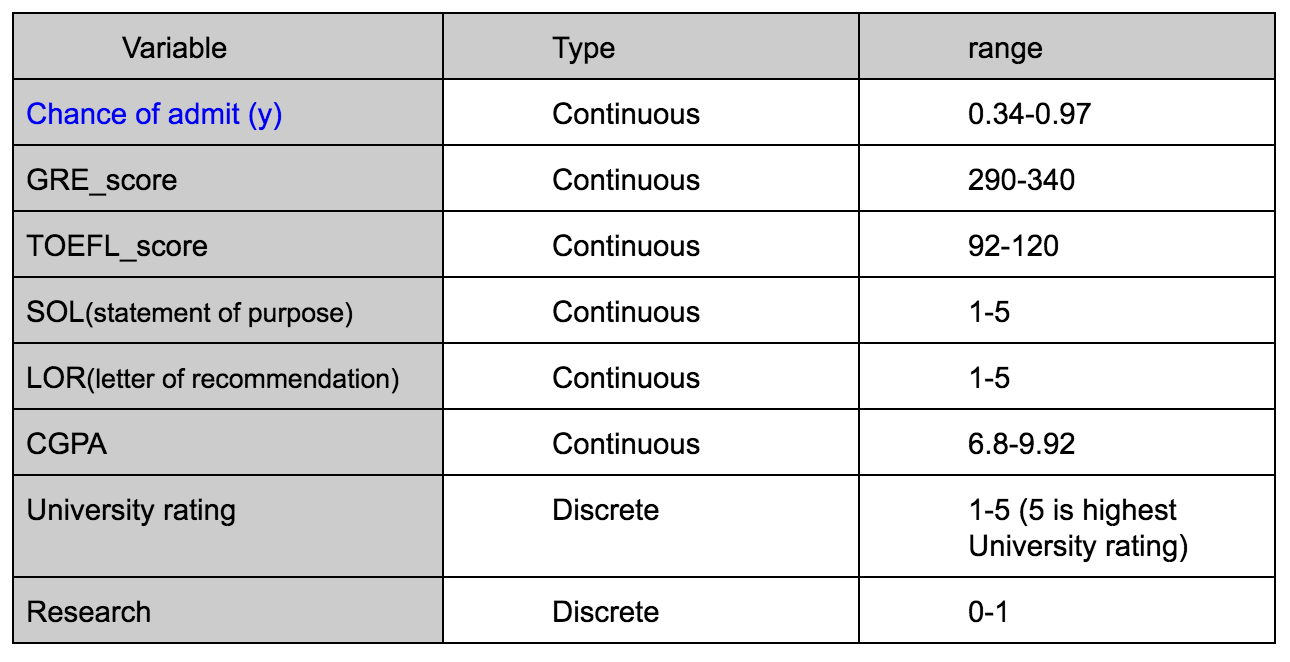 Variable Type range
Chance of admit (y) Continuous 0.34-0.97
GRE_score Continuous 290-340
TOEFL_score Continuous 92-120
SOL(statement of purpose) Continuous 1-5
LOR(letter of recommendation) Continuous 1-5
CGPA Continuous 6.8-9.92
University rating Discrete 1-5 (5 is highest
University rating)
Research Discrete 0-1